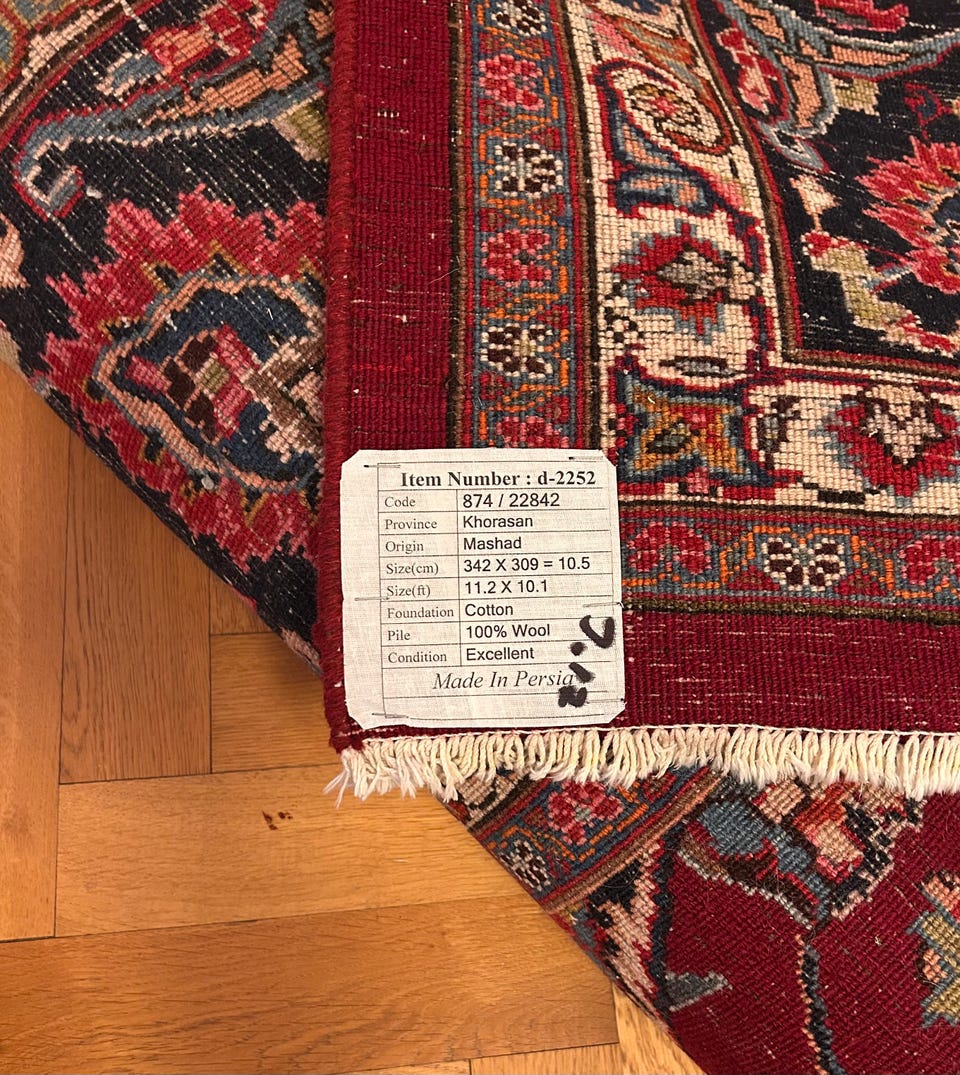 Item Number : d-2252
Code 874 / 22842
Province Khorasan
Origin Mashad
Size(cm) 342 X 309 = 10.5
Size(ft) 11.2 X 10.1
Foundation Cotton
Pile 100% Wool
Condition Excellent
Made In Persia